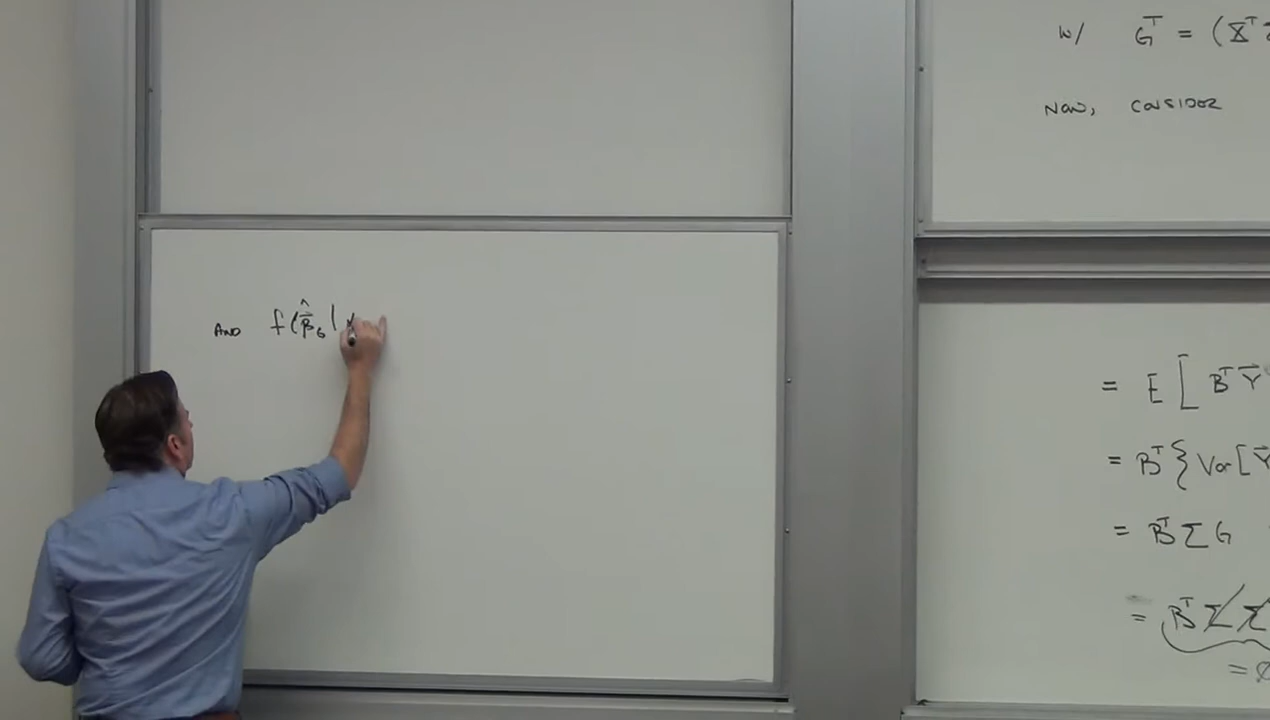 AND f(β̂⃗_G |
W/ G^T = (X^T
NOW, CONSIDER
= E [ B^T Y⃗
= B^T { Var[Y⃗
= B^T Σ G
= B^T Σ Σ
= 0